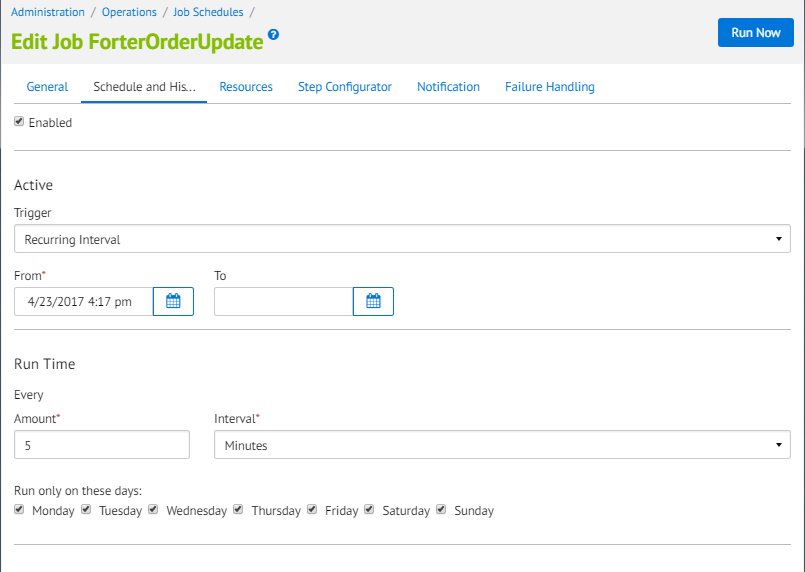 Administration / Operations / Job Schedules /
Edit Job ForterOrderUpdate ?
Run Now
General Schedule and His... Resources Step Configurator Notification Failure Handling
Enabled
Active
Trigger
Recurring Interval
From* To
4/23/2017 4:17 pm
Run Time
Every
Amount* Interval*
5 Minutes
Run only on these days:
Monday Tuesday Wednesday Thursday Friday Saturday Sunday